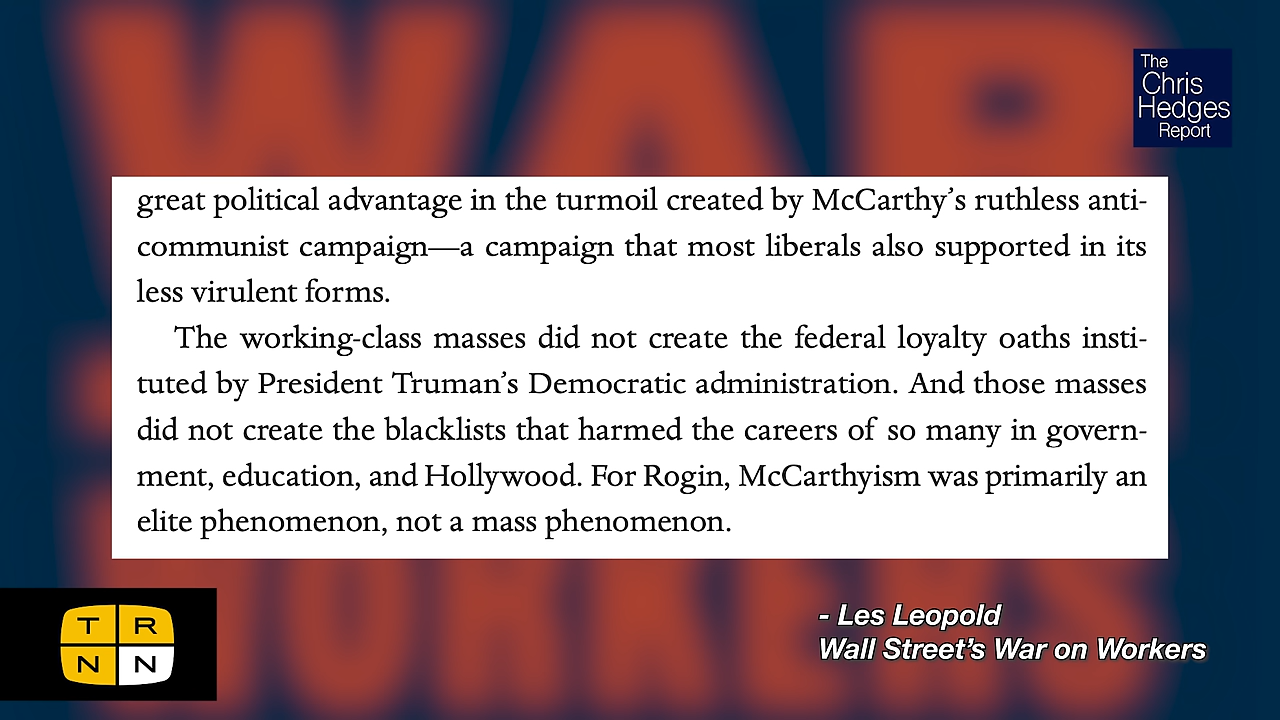 WAR
The
Chris
Hedges
Report
great political advantage in the turmoil created by McCarthy’s ruthless anti-
communist campaign—a campaign that most liberals also supported in its
less virulent forms.
The working-class masses did not create the federal loyalty oaths insti-
tuted by President Truman’s Democratic administration. And those masses
did not create the blacklists that harmed the careers of so many in govern-
ment, education, and Hollywood. For Rogin, McCarthyism was primarily an
elite phenomenon, not a mass phenomenon.
WORKERS
T R
N N
- Les Leopold
Wall Street’s War on Workers